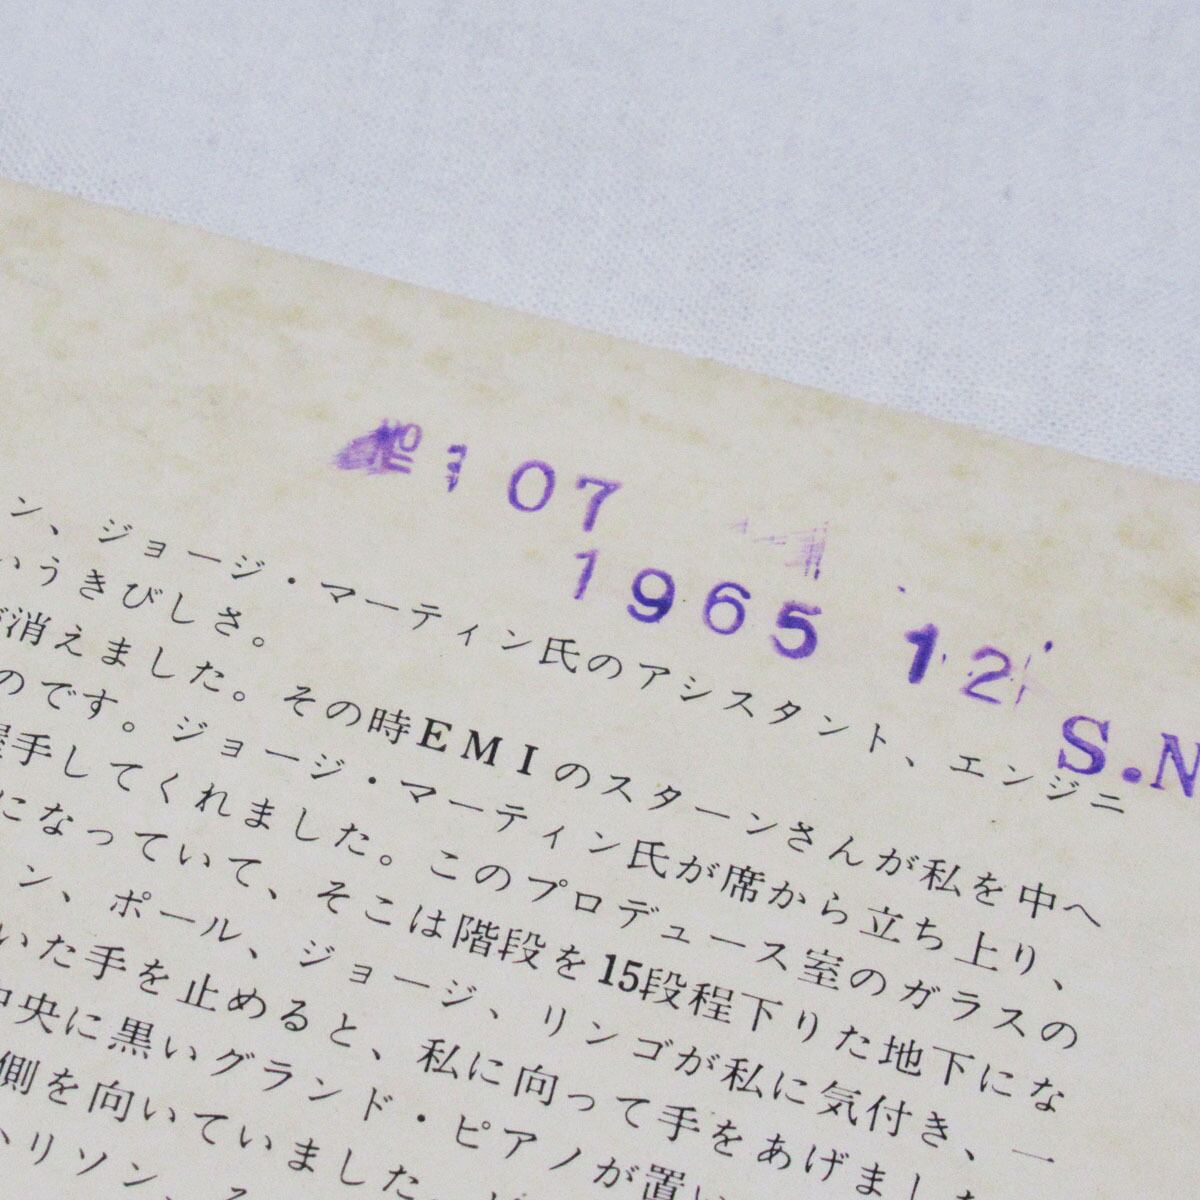 № 107
1965 12
S.N
ン、ジョージ・マーティン氏のアシスタント、エンジニ
いうきびしさ。
が消えました。その時EMIのスターンさんが私を中へ
のです。ジョージ・マーティン氏が席から立ち上り、
握手してくれました。このプロデュース室のガラスの
になっていて、そこは階段を15段程下りた地下にな
ン、ポール、ジョージ、リンゴが私に気付き、一
いた手を止めると、私に向って手をあげました
中央に黒いグランド・ピアノが置い
側を向いていました。
ハリソン、